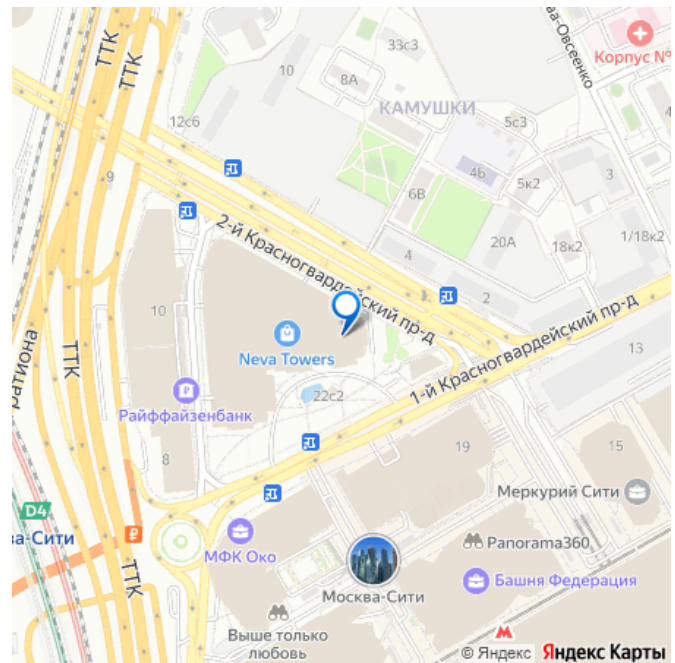 ТТК
ТТК
33с3
ва-Овсеенко
Корпус №
10
8А
КАМУШКИ
12с6
5с3
9
4б
5к2
3
6В
20А
18к2
1/18к2
4
2
2-й Красногвардейский пр-д
10
Neva Towers
1-й Красногвардейский пр-д
13
ТТК
ратиона
Райффайзенбанк
22с2
8
19
15
Меркурий Сити
D4
ва-Сити
МФК Око
Panorama360
Башня Федерация
Москва-Сити
ТТК
Выше только
любовь
© Яндекс Яндекс Карты